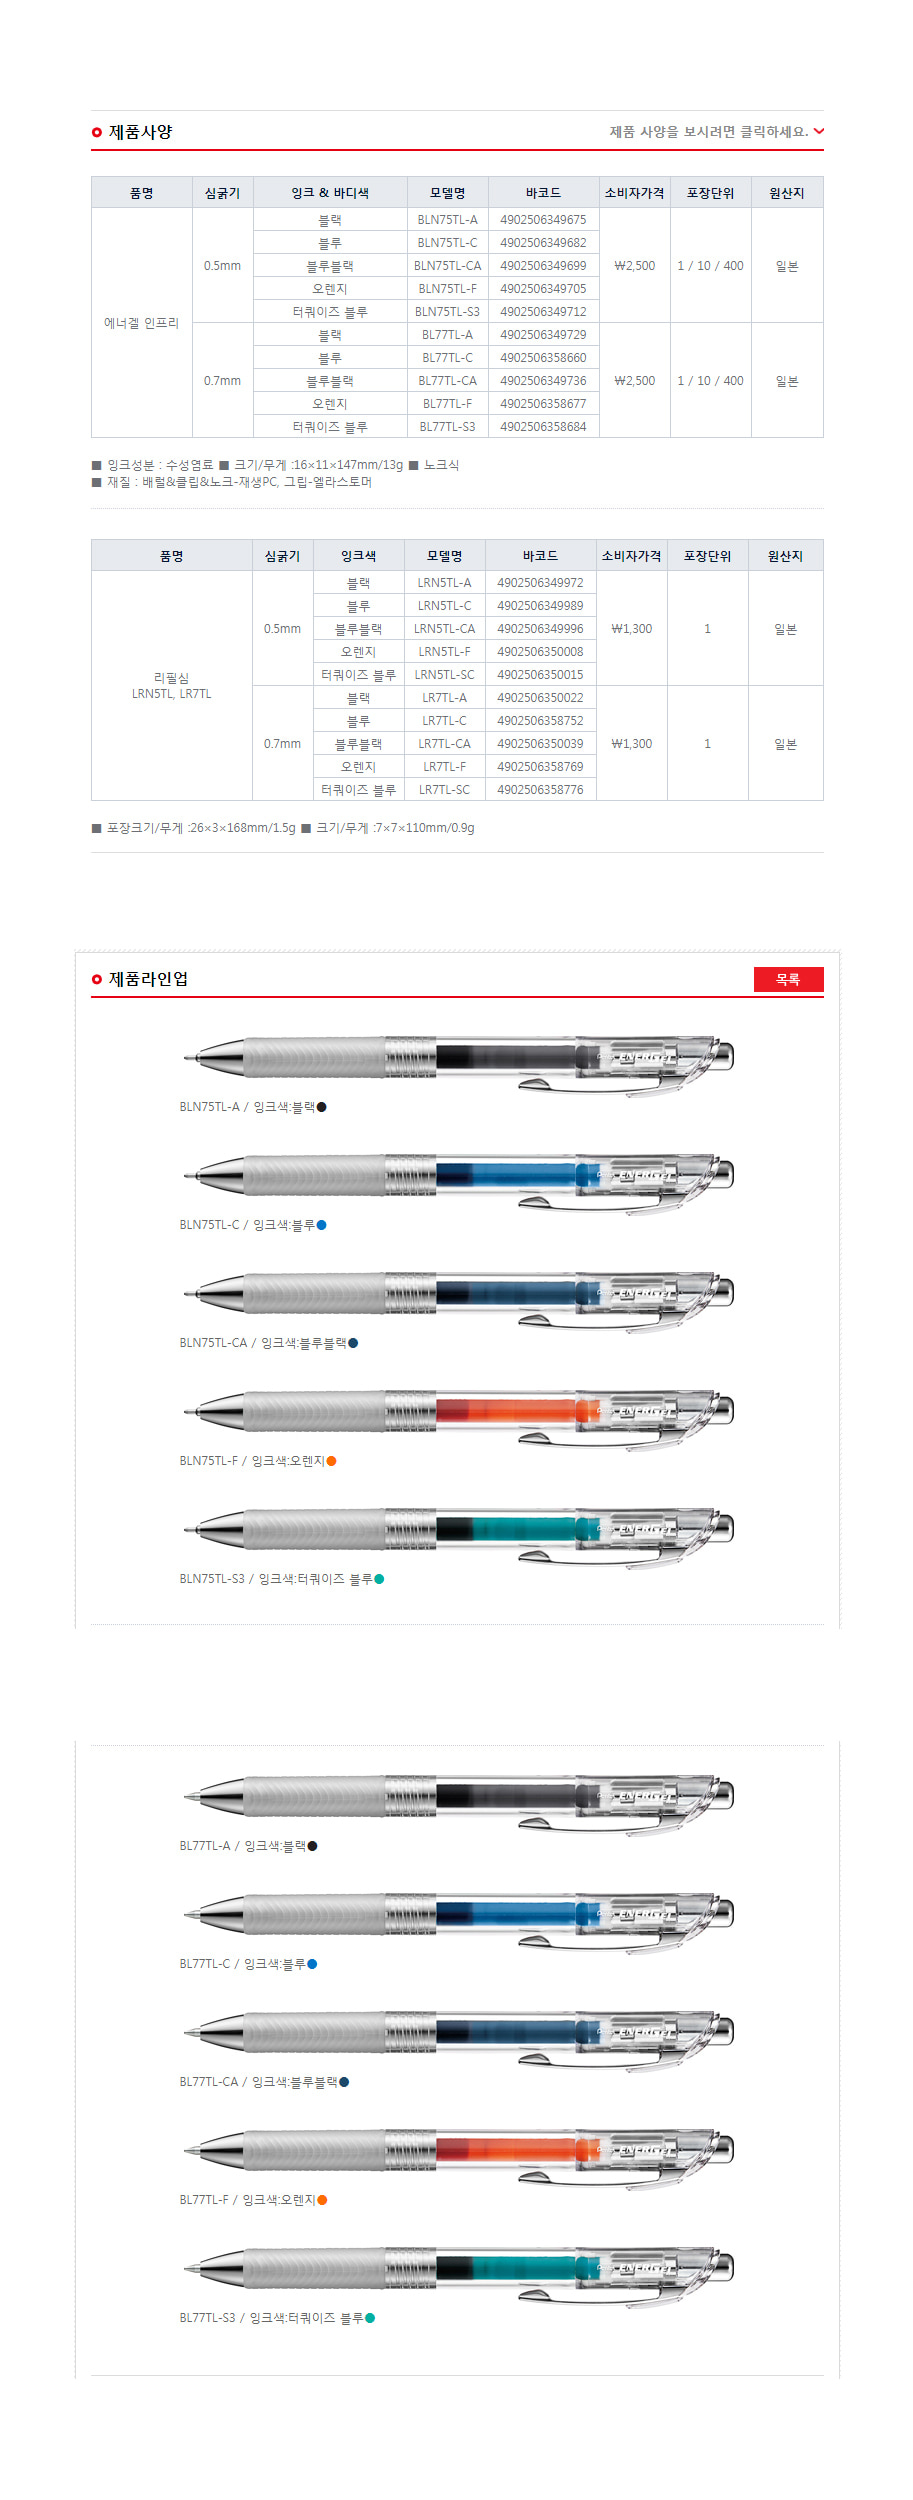 제품사양
제품 사양을 보시려면 클릭하세요.
품명 심굵기 잉크 & 바디색 모델명 바코드 소비자가격 포장단위 원산지
에너겔 인프리 0.5mm 블랙 BLN75TL-A 4902506349675 ₩2,500 1 / 10 / 400 일본
블루 BLN75TL-C 4902506349682
블루블랙 BLN75TL-CA 4902506349699
오렌지 BLN75TL-F 4902506349705
터쿼이즈 블루 BLN75TL-S3 4902506349712
0.7mm 블랙 BL77TL-A 4902506349729 ₩2,500 1 / 10 / 400 일본
블루 BL77TL-C 4902506358660
블루블랙 BL77TL-CA 4902506349736
오렌지 BL77TL-F 4902506358677
터쿼이즈 블루 BL77TL-S3 4902506358684
■ 잉크성분 : 수성염료 ■ 크기/무게 :16×11×147mm/13g ■ 노크식
■ 재질 : 배럴&클립&노크-재생PC, 그립-엘라스토머
품명 심굵기 잉크색 모델명 바코드 소비자가격 포장단위 원산지
리필심
LRN5TL, LR7TL
0.5mm 블랙 LRN5TL-A 4902506349972 ₩1,300 1 일본
블루 LRN5TL-C 4902506349989
블루블랙 LRN5TL-CA 4902506349996
오렌지 LRN5TL-F 4902506350008
터쿼이즈 블루 LRN5TL-SC 4902506350015
0.7mm 블랙 LR7TL-A 4902506350022 ₩1,300 1 일본
블루 LR7TL-C 4902506358752
블루블랙 LR7TL-CA 4902506350039
오렌지 LR7TL-F 4902506358769
터쿼이즈 블루 LR7TL-SC 4902506358776
■ 포장크기/무게 :26×3×168mm/1.5g ■ 크기/무게 :7×7×110mm/0.9g
제품라인업
목록
ENERGEL
BLN75TL-A / 잉크색:블랙
ENERGEL
BLN75TL-C / 잉크색:블루
ENERGEL
BLN75TL-CA / 잉크색:블루블랙
ENERGEL
BLN75TL-F / 잉크색:오렌지
ENERGEL
BLN75TL-S3 / 잉크색:터쿼이즈 블루
ENERGEL
BL77TL-A / 잉크색:블랙
ENERGEL
BL77TL-C / 잉크색:블루
ENERGEL
BL77TL-CA / 잉크색:블루블랙
ENERGEL
BL77TL-F / 잉크색:오렌지
ENERGEL
BL77TL-S3 / 잉크색:터쿼이즈 블루